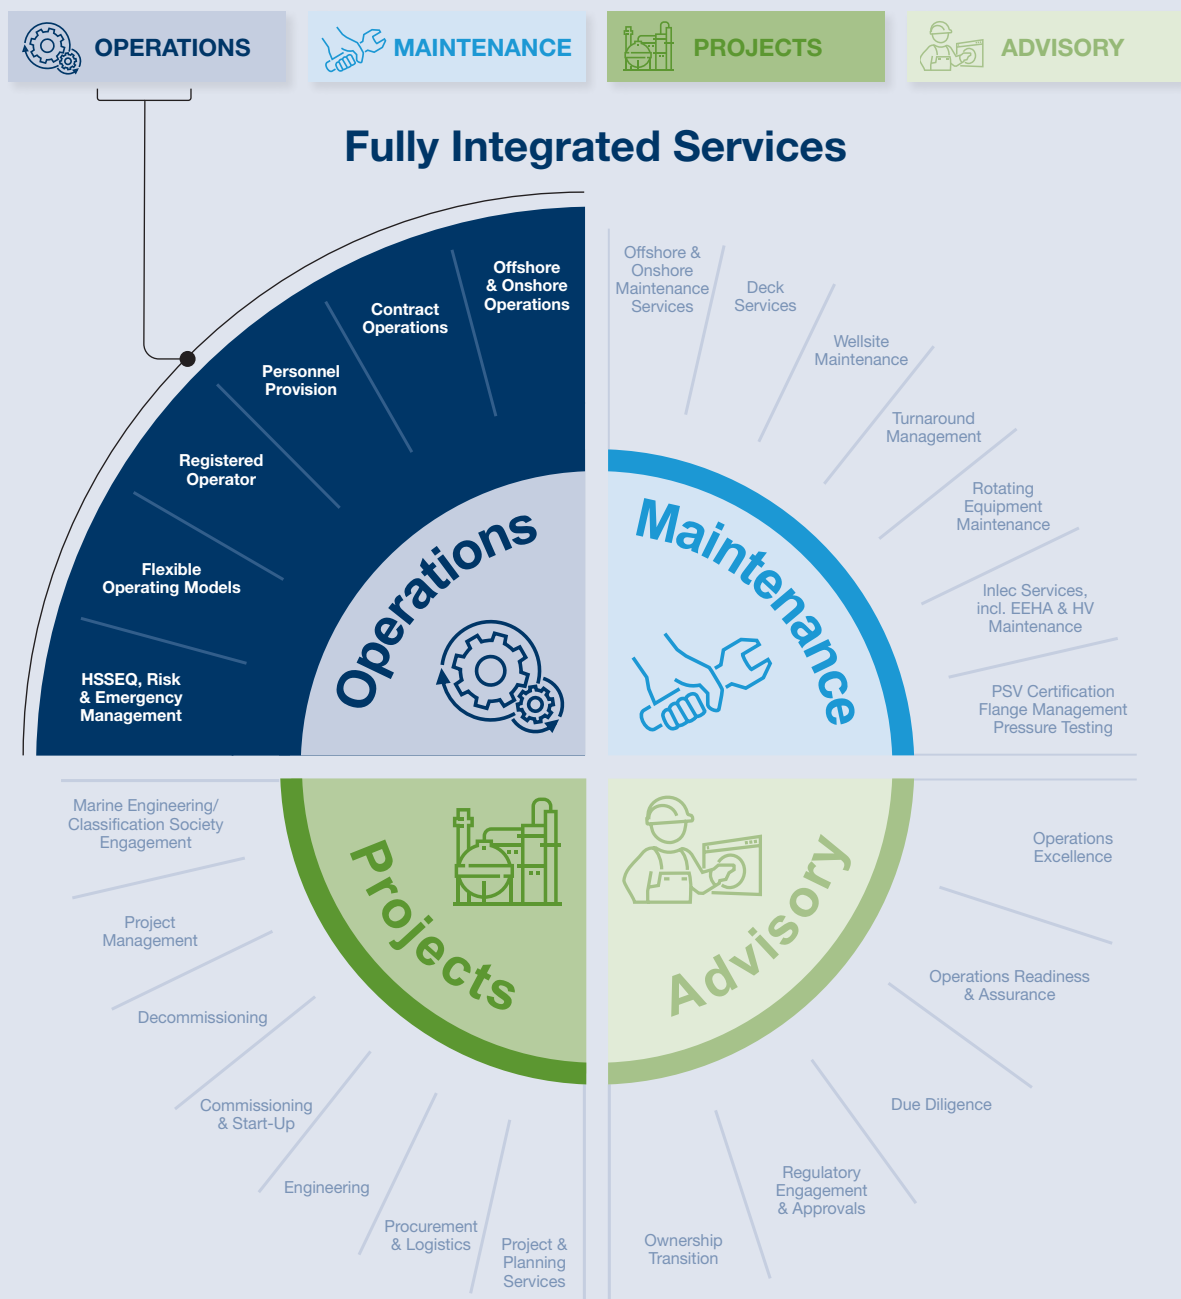 OPERATIONS
MAINTENANCE
PROJECTS
ADVISORY
Fully Integrated Services
Offshore
& Onshore
Operations
Contract
Operations
Personnel
Provision
Registered
Operator
Flexible
Operating Models
HSSEQ, Risk
& Emergency
Management
Operations
Offshore &
Onshore
Maintenance
Services
Deck
Services
Wellsite
Maintenance
Turnaround
Management
Rotating
Equipment
Maintenance
Inlec Services,
incl. EEHA & HV
Maintenance
PSV Certification
Flange Management
Pressure Testing
Maintenance
Marine Engineering/
Classification Society
Engagement
Project
Management
Decommissioning
Commissioning
& Start-Up
Engineering
Procurement
& Logistics
Project &
Planning
Services
Projects
Advisory
Operations
Excellence
Operations Readiness
& Assurance
Due Diligence
Regulatory
Engagement
& Approvals
Ownership
Transition